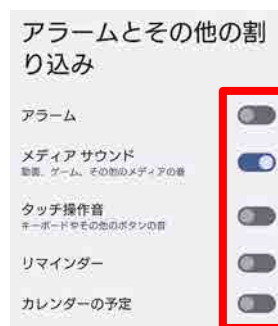 アラームとその他の割
り込み
アラーム
メディア サウンド
動画、ゲーム、その他のメディアの音
タッチ操作音
キーボードやその他のボタンの音
リマインダー
カレンダーの予定